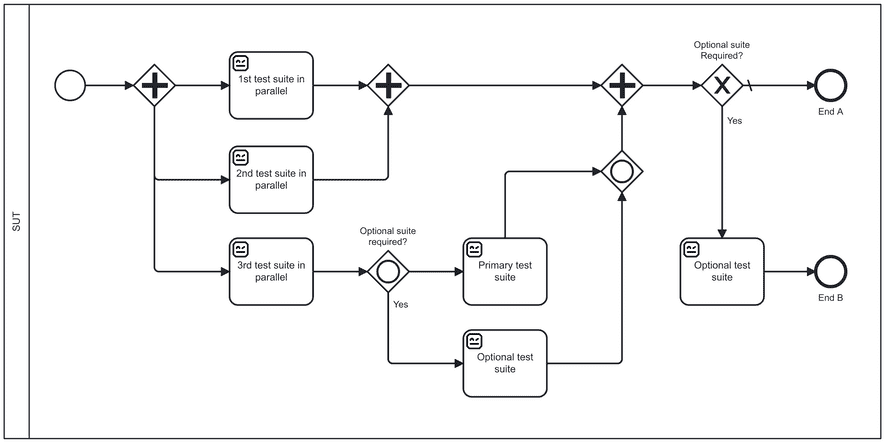 SUT
1st test suite in
parallel
2nd test suite in
parallel
3rd test suite in
parallel
Optional suite
required?
Yes
Primary test
suite
Optional test
suite
Optional suite
Required?
Yes
End A
Optional test
suite
End B